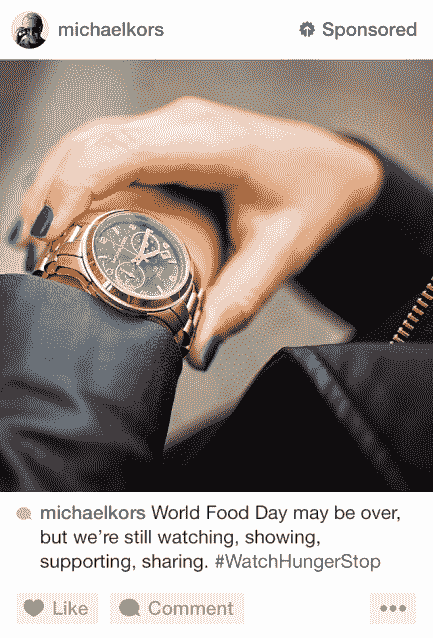 michaelkors
Sponsored
michaelkors World Food Day may be over,
but we're still watching, showing,
supporting, sharing. #WatchHungerStop
Like
Comment